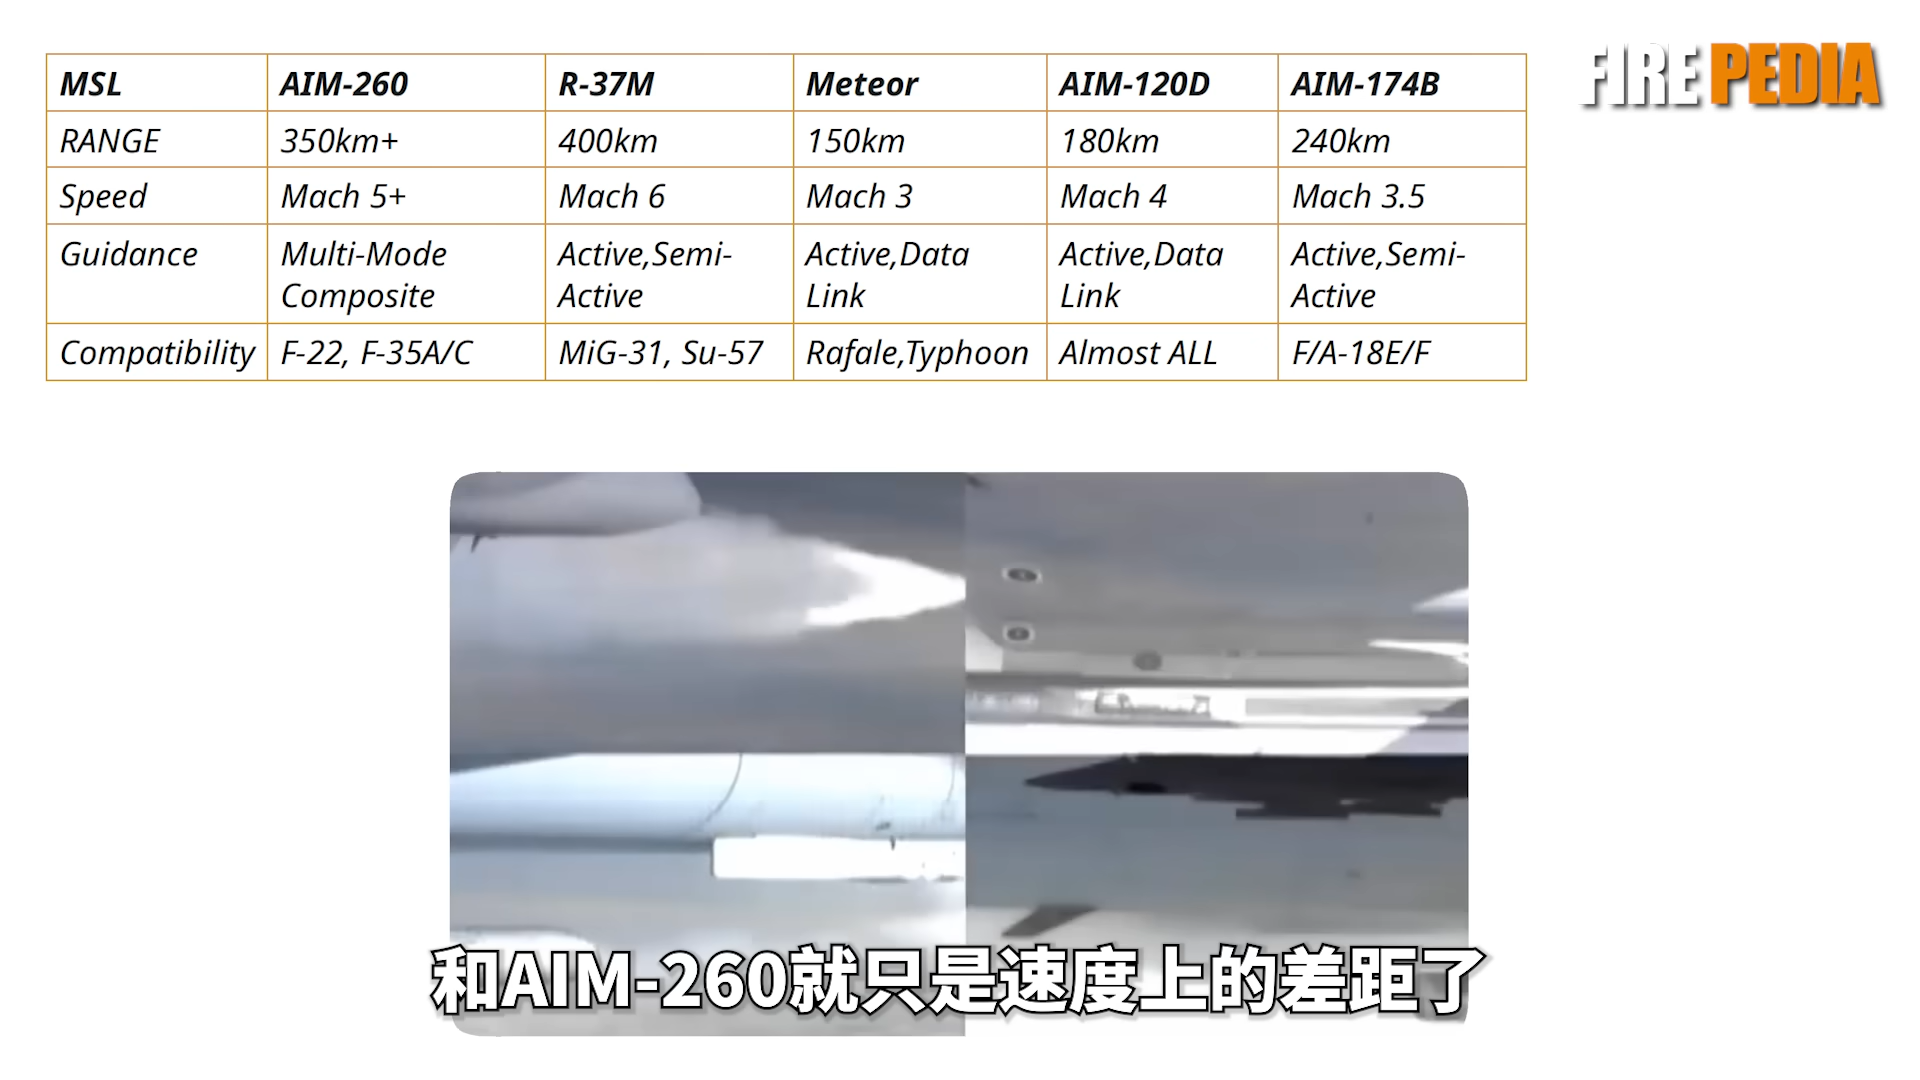 MSL AIM-260 R-37M Meteor AIM-120D AIM-174B
RANGE 350km+ 400km 150km 180km 240km
Speed Mach 5+ Mach 6 Mach 3 Mach 4 Mach 3.5
Guidance Multi-Mode Composite Active,Semi-Active Active,Data Link Active,Data Link Active,Semi-Active
Compatibility F-22, F-35A/C MiG-31, Su-57 Rafale,Typhoon Almost ALL F/A-18E/F
FIREPEDIA
和AIM-260就只是速度上的差距了